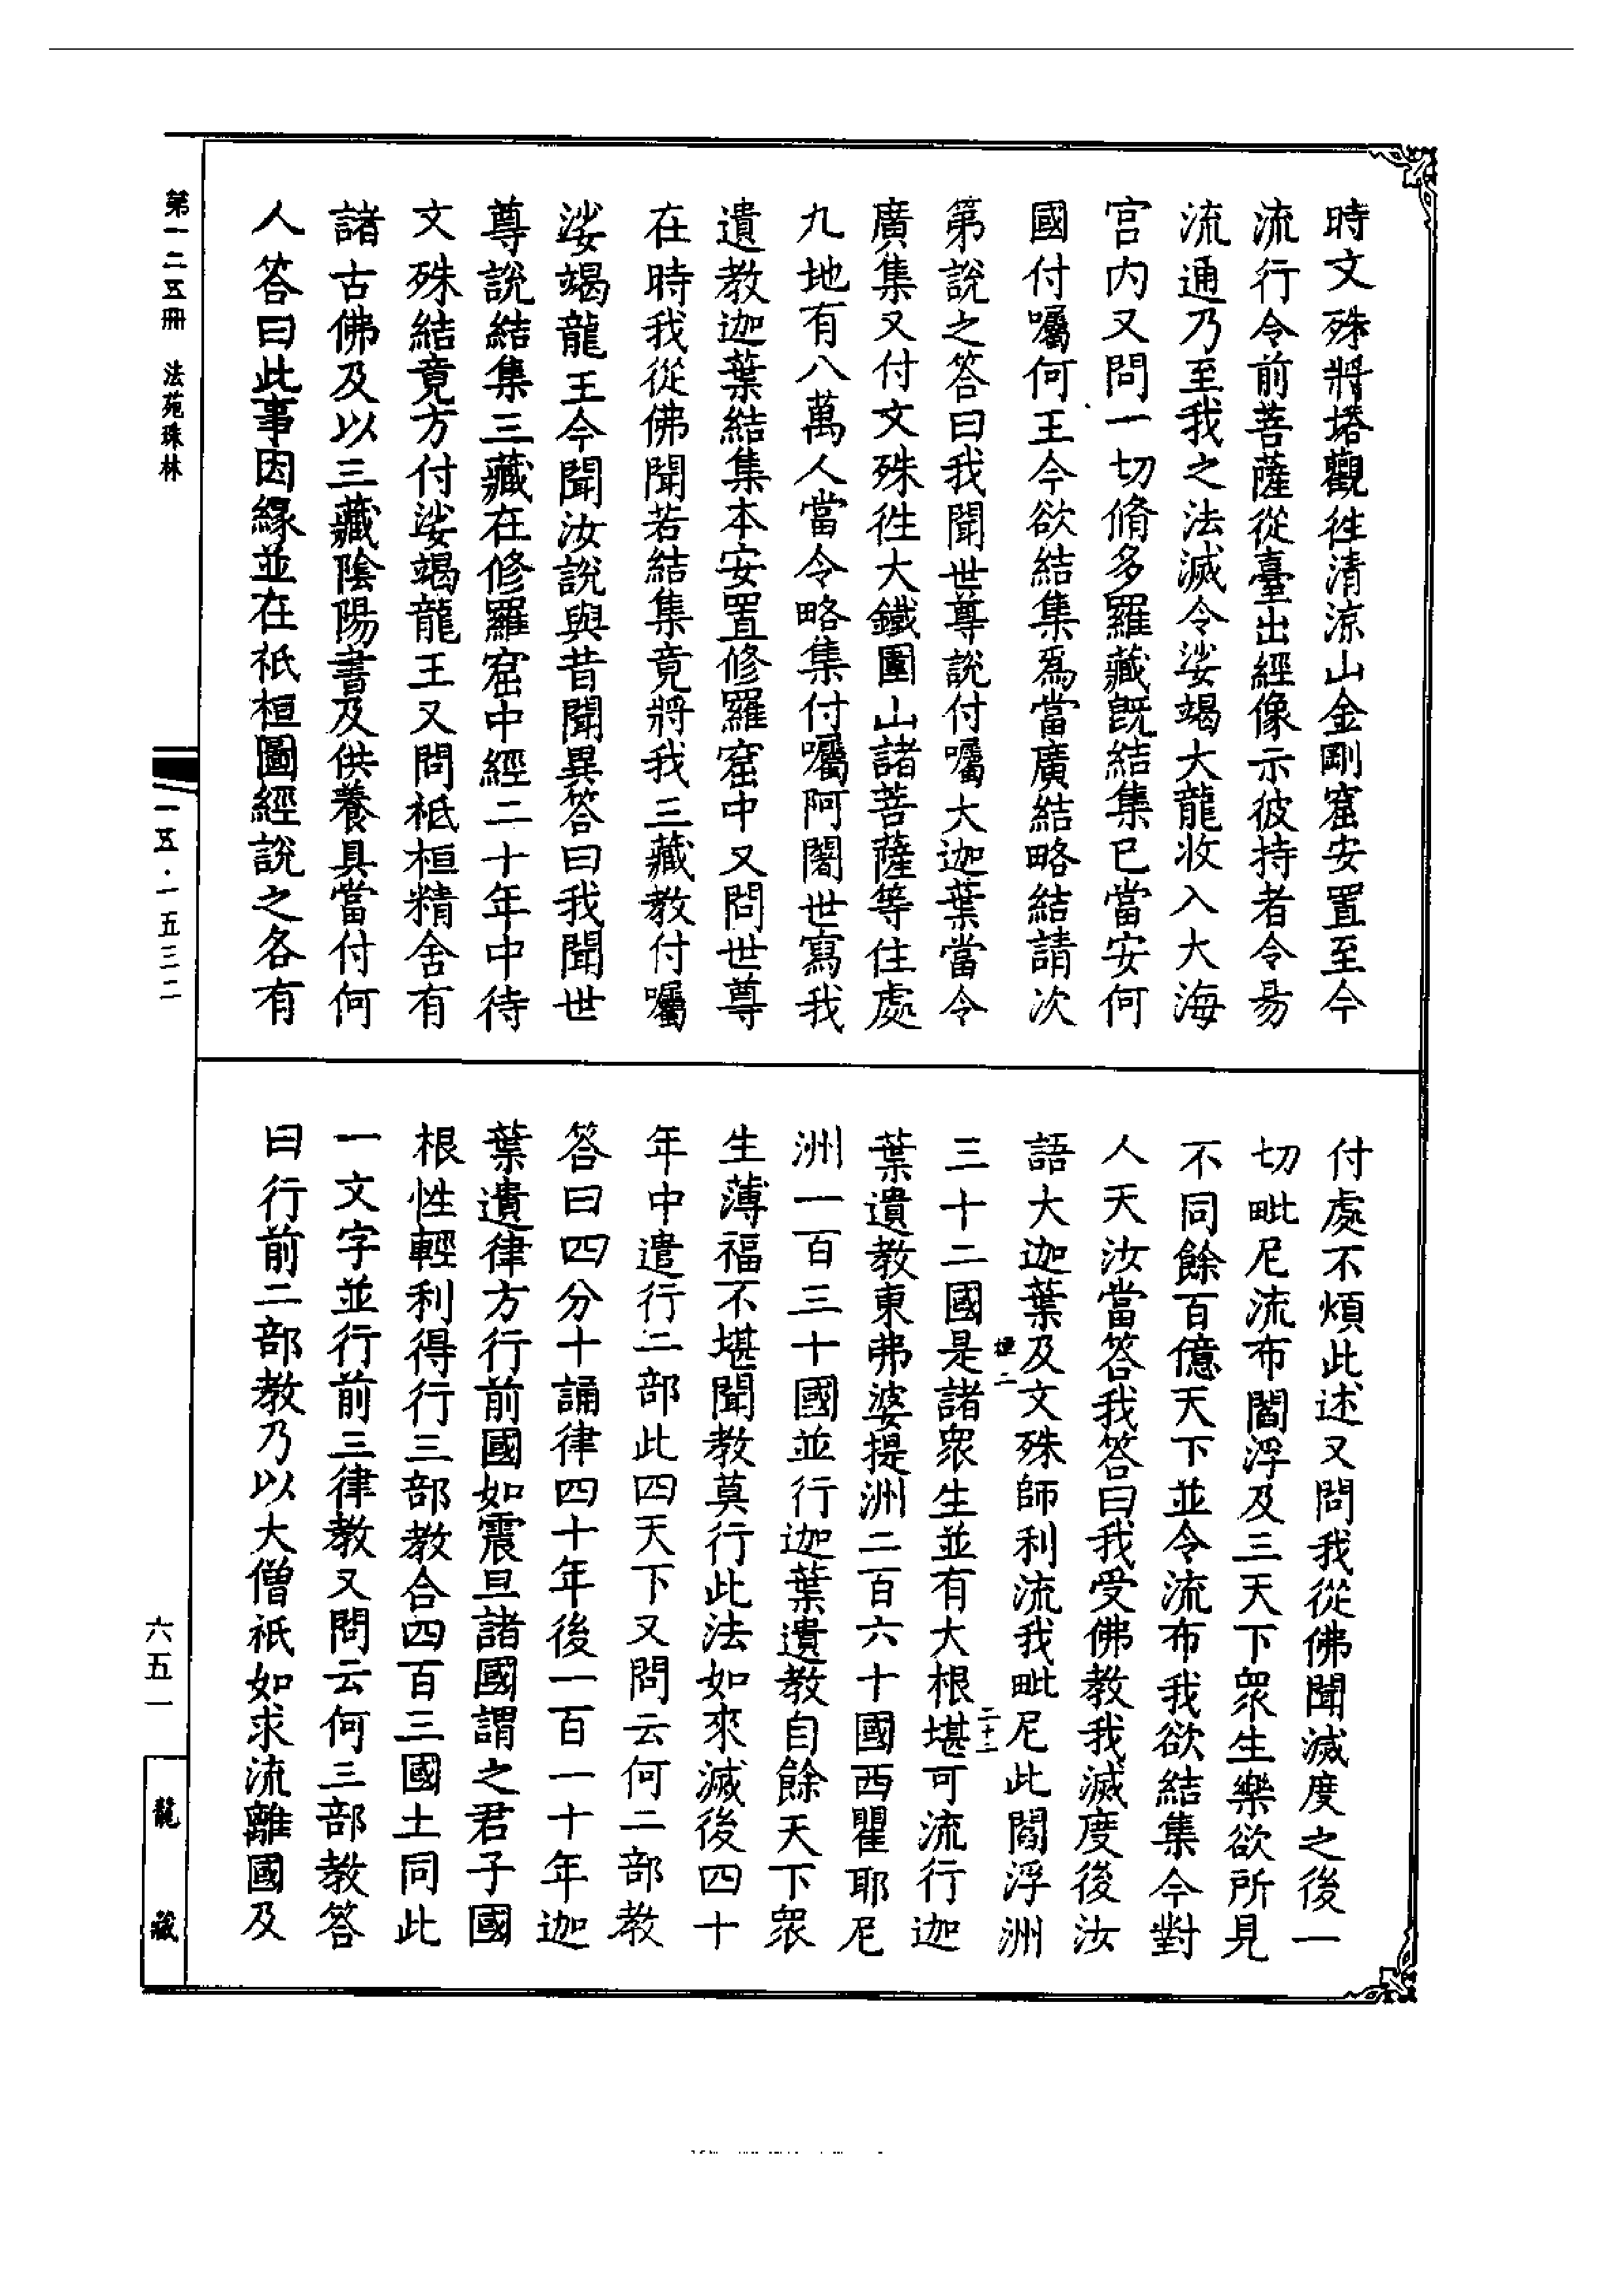 時文殊將塔觀徃清涼山金剛窟安置至今
流行令前菩薩從臺出經像示彼持者令易
流通乃至我之法滅令娑竭大龍收入大海
宮内又問一切脩多羅藏旣結集已當安何
國付囑何王今欲結集爲當廣結略結請次
第說之答曰我聞世尊說付囑大迦葉當令
廣集又付文殊徃大鐵圍山諸菩薩等住處
九地有八萬人當令略集付囑阿闍世寫我
遺教迦葉結集本安置修羅窟中又問世尊
在時我從佛聞若結集竟將我三藏教付囑
娑竭龍王今聞汝說與昔聞異答曰我聞世
尊說結集三藏在修羅窟中經二十年中待
文殊結竟方付娑竭龍王又問祇桓精舍有
諸古佛及以三藏陰陽書及供養具當付何
人答曰此事因緣並在祇桓圖經說之各有
付處不煩此述又問我從佛聞滅度之後一
切毗尼流布閻浮及三天下眾生樂欲所見
不同餘百億天下並令流布我欲結集今對
人天汝當答我答曰我受佛教我滅度後汝
語大迦葉及文殊師利流我毗尼此閻浮洲
三十二國是諸眾生並有大根堪可流行迦
葉遺教東弗婆提洲二百六十國西瞿耶尼
洲一百三十國並行迦葉遺教自餘天下眾
生薄福不堪聞教莫行此法如來滅後四十
年中遣行二部此四天下又問云何二部教
答曰四分十誦律四十年後一百一十年迦
葉遺律方行前國如震旦諸國謂之君子國
根性輕利得行三部教合四百三國土同此
一文字並行前三律教又問云何三部教答
曰行前二部教乃以大僧祇如求流離國及
第一二五冊 法苑珠林
一五·一五三二
六五一
龍藏
二十二